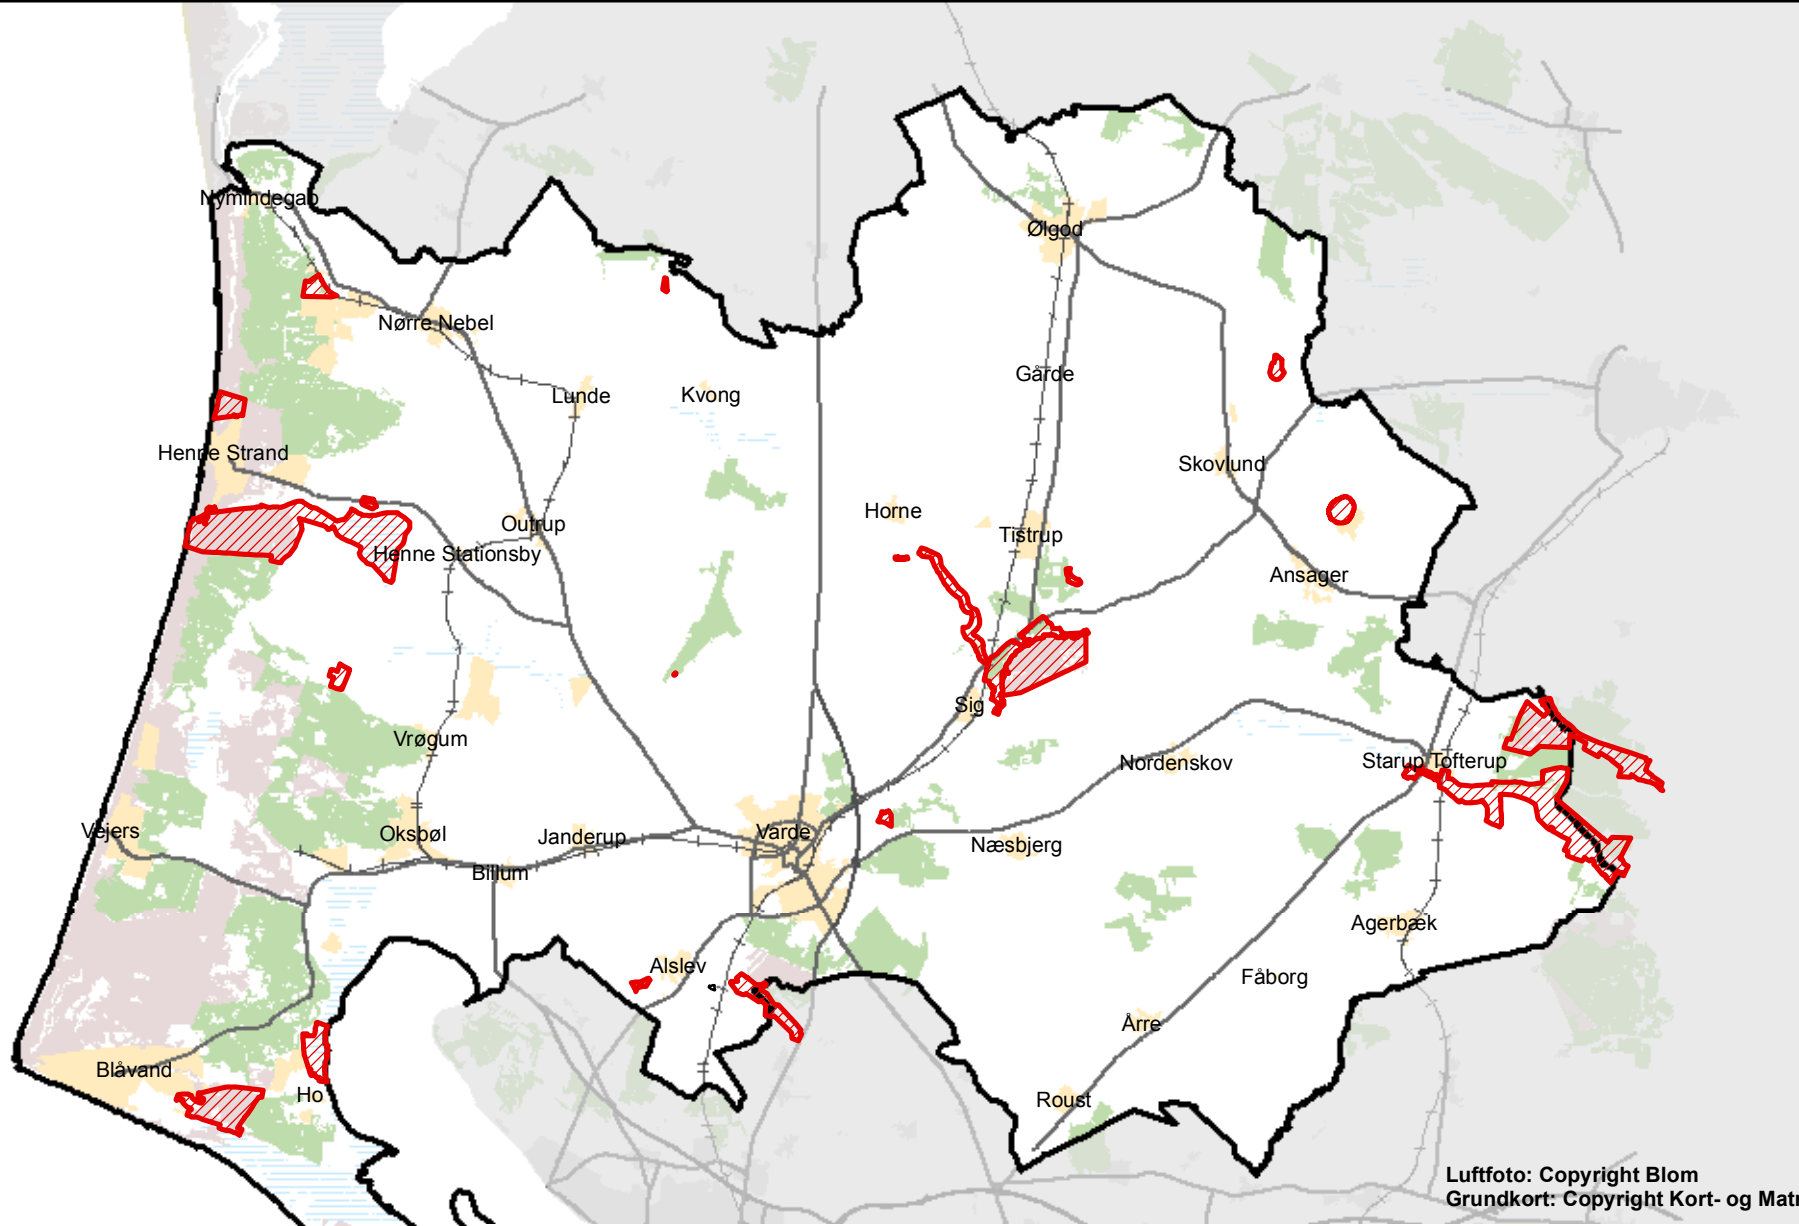 Nymindegab
Ølgod
Nørre Nebel
Gårde
Lunde
Kvong
Henne Strand
Skovlund
Horne
Outrup
Tistrup
Henne Stationsby
Ansager
Sig
Vrøgum
Nordenskov
Starup Tofterup
Vejers
Oksbøl
Janderup
Varde
Næsbjerg
Billum
Agerbæk
Alslev
Fåborg
Årre
Blåvand
Ho
Roust
Luftfoto: Copyright Blom
Grundkort: Copyright Kort- og Matr